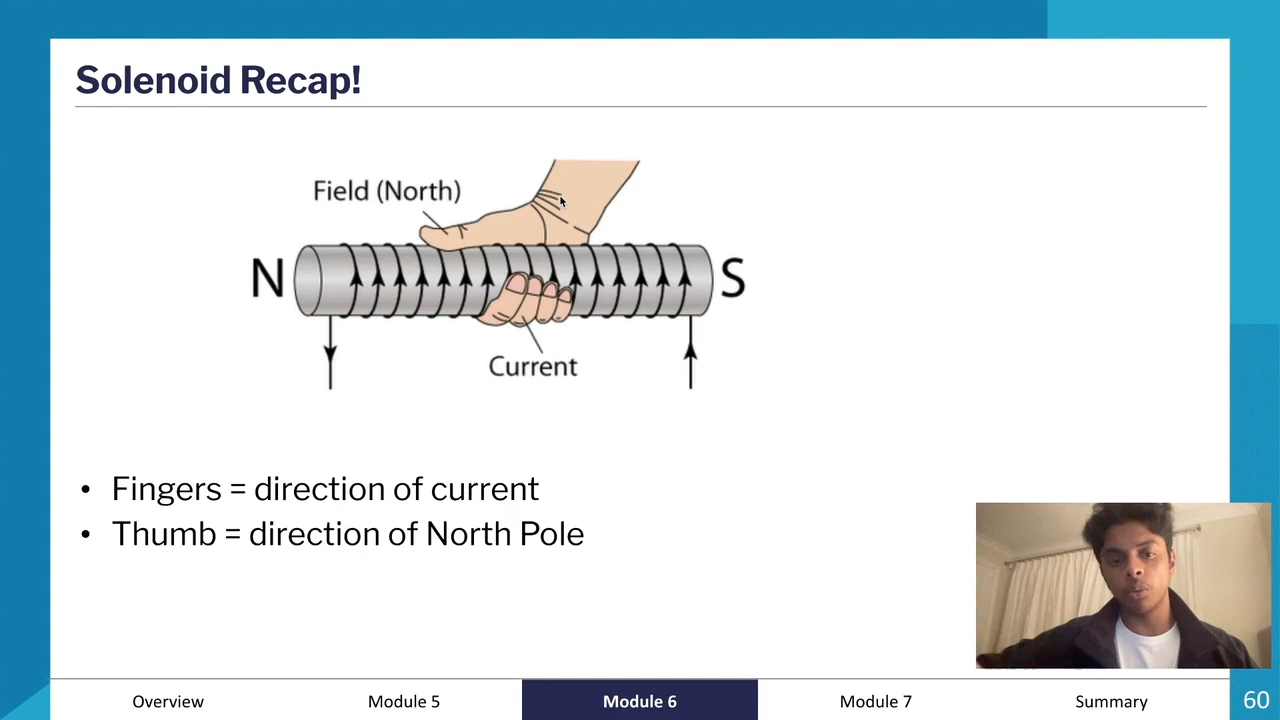 Solenoid Recap!
Field (North)
N
S
Current
• Fingers = direction of current
• Thumb = direction of North Pole
Overview
Module 5
Module 6
Module 7
Summary
60